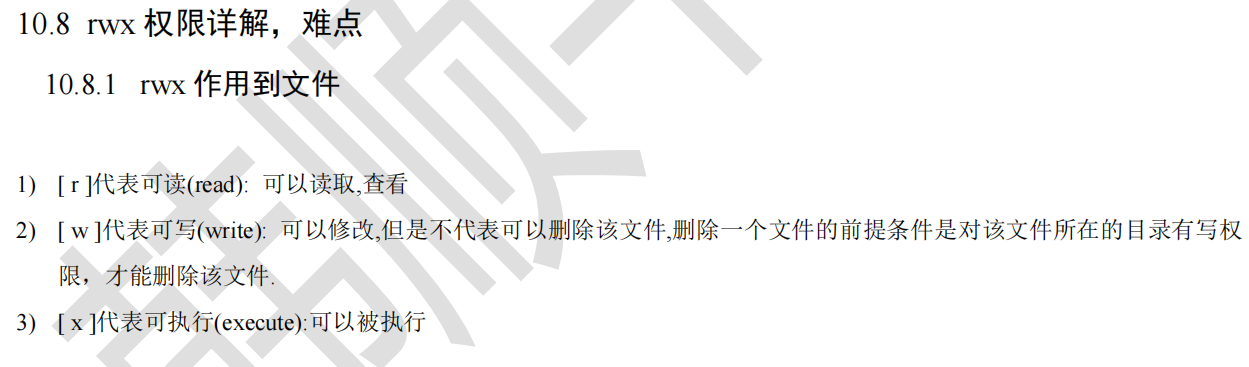 10.8 rwx 权限详解，难点
10.8.1 rwx 作用到文件
1) [ r ]代表可读(read): 可以读取,查看
2) [ w ]代表可写(write): 可以修改,但是不代表可以删除该文件,删除一个文件的前提条件是对该文件所在的目录有写权
限，才能删除该文件.
3) [ x ]代表可执行(execute):可以被执行
韩顺平